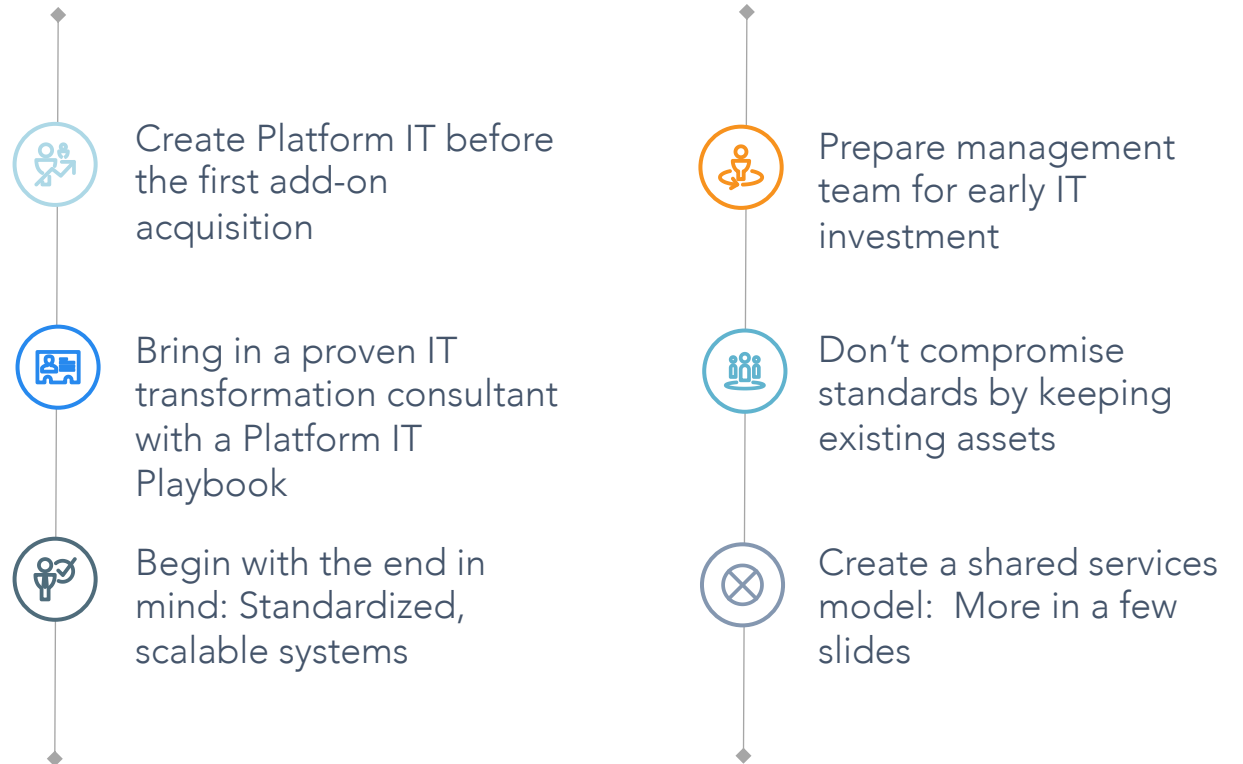 Create Platform IT before
the first add-on
acquisition
Bring in a proven IT
transformation consultant
with a Platform IT
Playbook
Begin with the end in
mind: Standardized,
scalable systems
Prepare management
team for early IT
investment
Don’t compromise
standards by keeping
existing assets
Create a shared services
model:  More in a few
slides